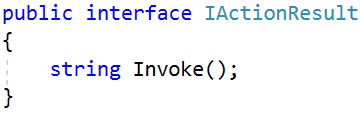 public interface IActionResult
{
    string Invoke();
}